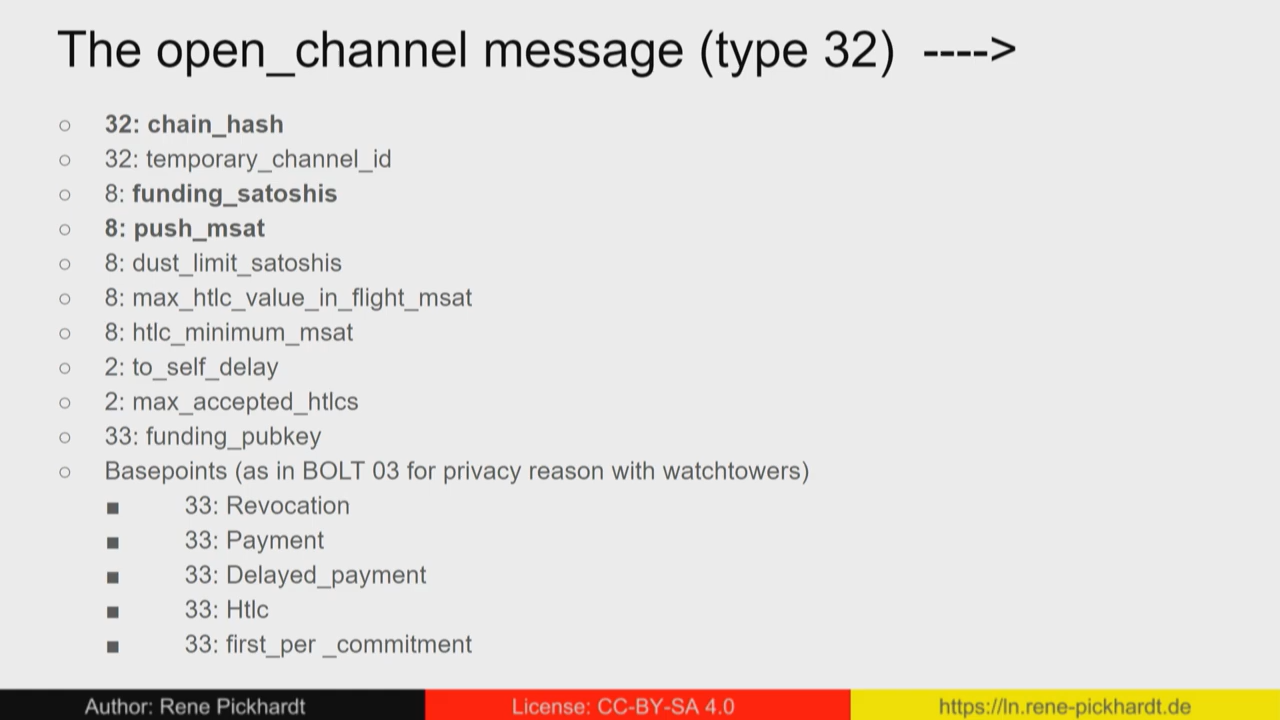 The open_channel message (type 32) ---->
32: chain_hash
32: temporary_channel_id
8: funding_satoshis
8: push_msat
8: dust_limit_satoshis
8: max_htlc_value_in_flight_msat
8: htlc_minimum_msat
2: to_self_delay
2: max_accepted_htlcs
33: funding_pubkey
Basepoints (as in BOLT 03 for privacy reason with watchtowers)
33: Revocation
33: Payment
33: Delayed_payment
33: Htlc
33: first_per _commitment
Author: Rene Pickhardt License: CC-BY-SA 4.0 https://ln.rene-pickhardt.de